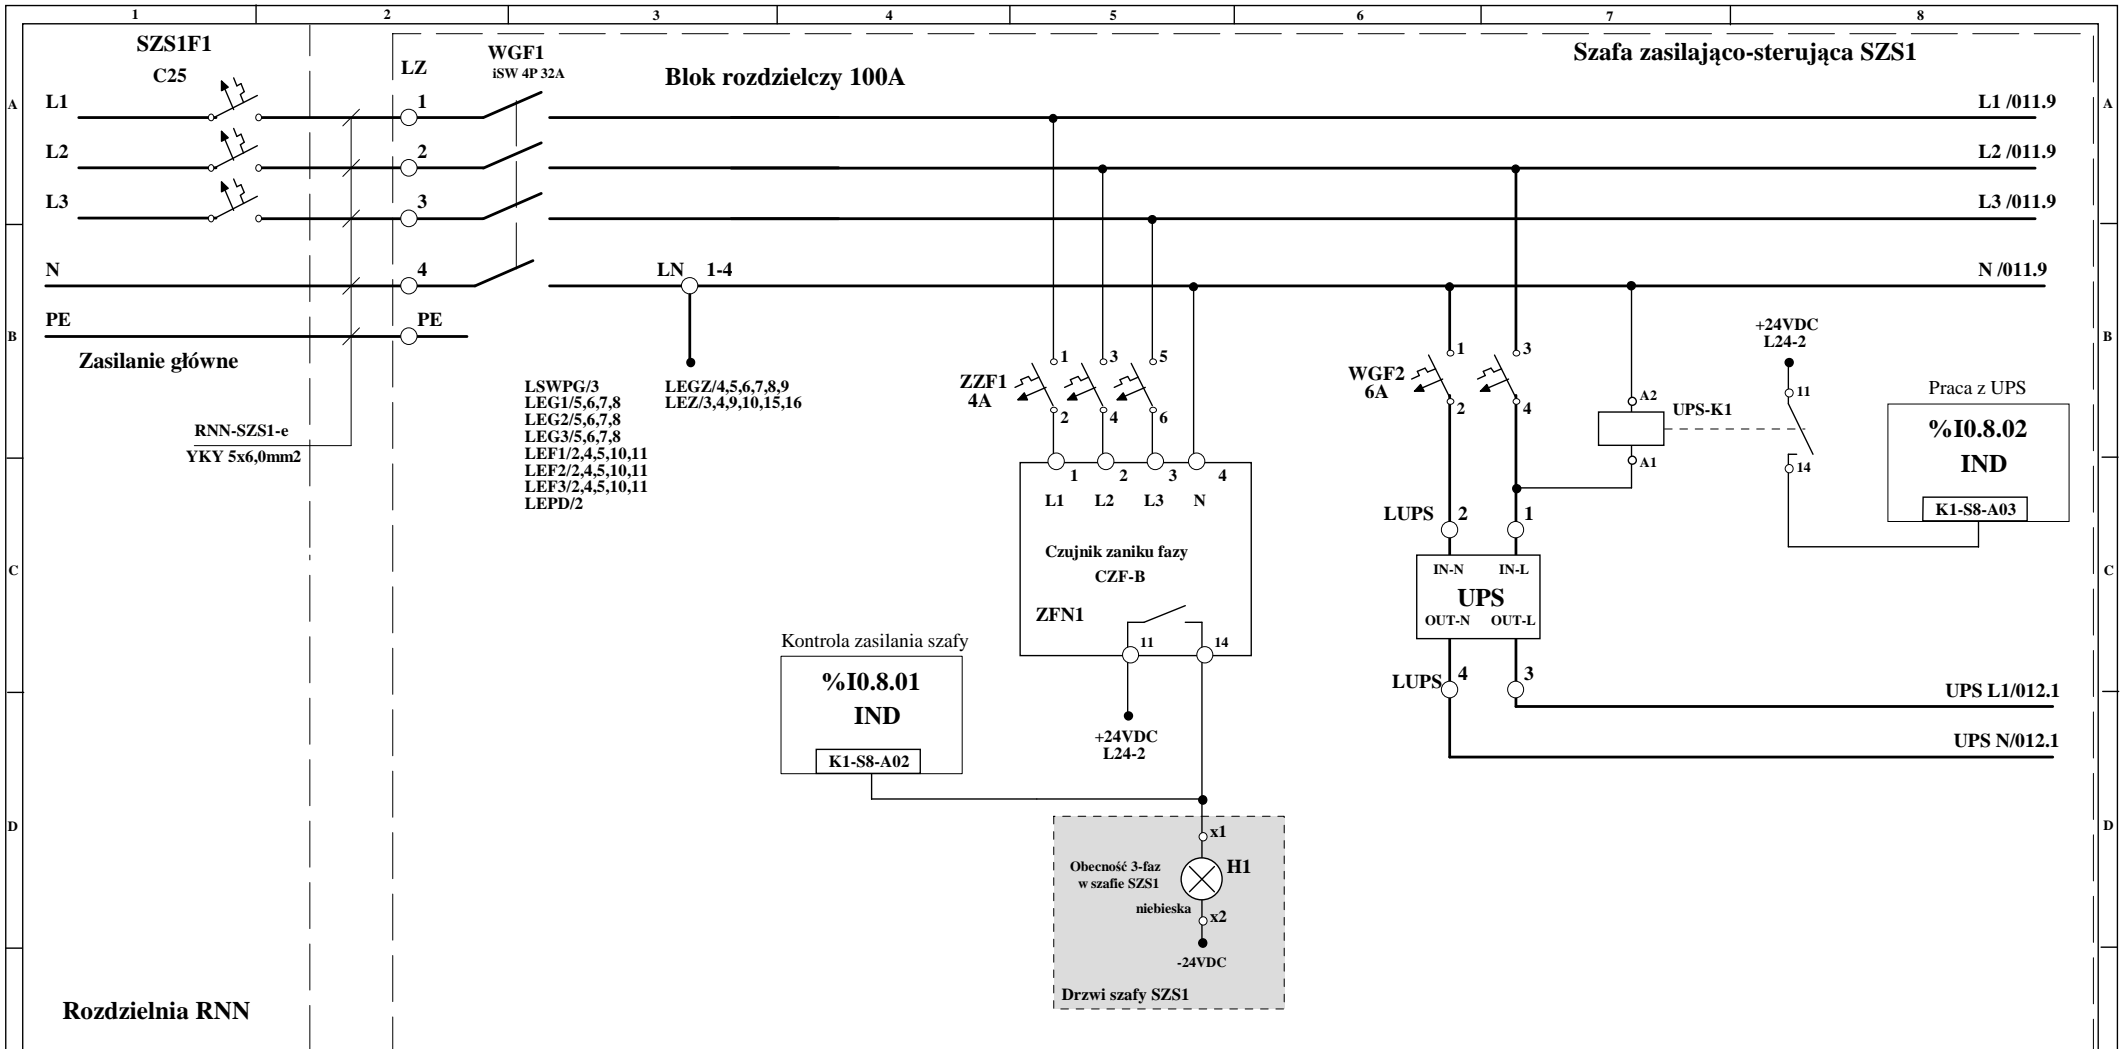 1 2 3 4 5 6 7 8
A
B
C
D
A
B
C
D
SZS1F1
C25
L1
L2
L3
N
PE
Zasilanie główne
RNN-SZS1-e
YKY 5x6,0mm2
Rozdzielnia RNN
LZ
1
2
3
4
PE
WGF1
iSW 4P 32A
Blok rozdzielczy 100A
Szafa zasilająco-sterująca SZS1
L1 /011.9
L2 /011.9
L3 /011.9
N /011.9
LN 1-4
LSWPG/3
LEG1/5,6,7,8
LEG2/5,6,7,8
LEG3/5,6,7,8
LEF1/2,4,5,10,11
LEF2/2,4,5,10,11
LEF3/2,4,5,10,11
LEPD/2
LEGZ/4,5,6,7,8,9
LEZ/3,4,9,10,15,16
ZZF1
4A
1 3 5
2 4 6
1 2 3 4
L1 L2 L3 N
Czujnik zaniku fazy
CZF-B
ZFN1
11 14
+24VDC
L24-2
Kontrola zasilania szafy
%I0.8.01
IND
K1-S8-A02
x1
Obecność 3-faz
w szafie SZS1
H1
niebieska
x2
-24VDC
Drzwi szafy SZS1
WGF2
6A
1 3
2 4
LUPS 2 1
IN-N IN-L
UPS
OUT-N OUT-L
LUPS 4 3
UPS L1/012.1
UPS N/012.1
A2
UPS-K1
A1
+24VDC
L24-2
11
14
Praca z UPS
%I0.8.02
IND
K1-S8-A03